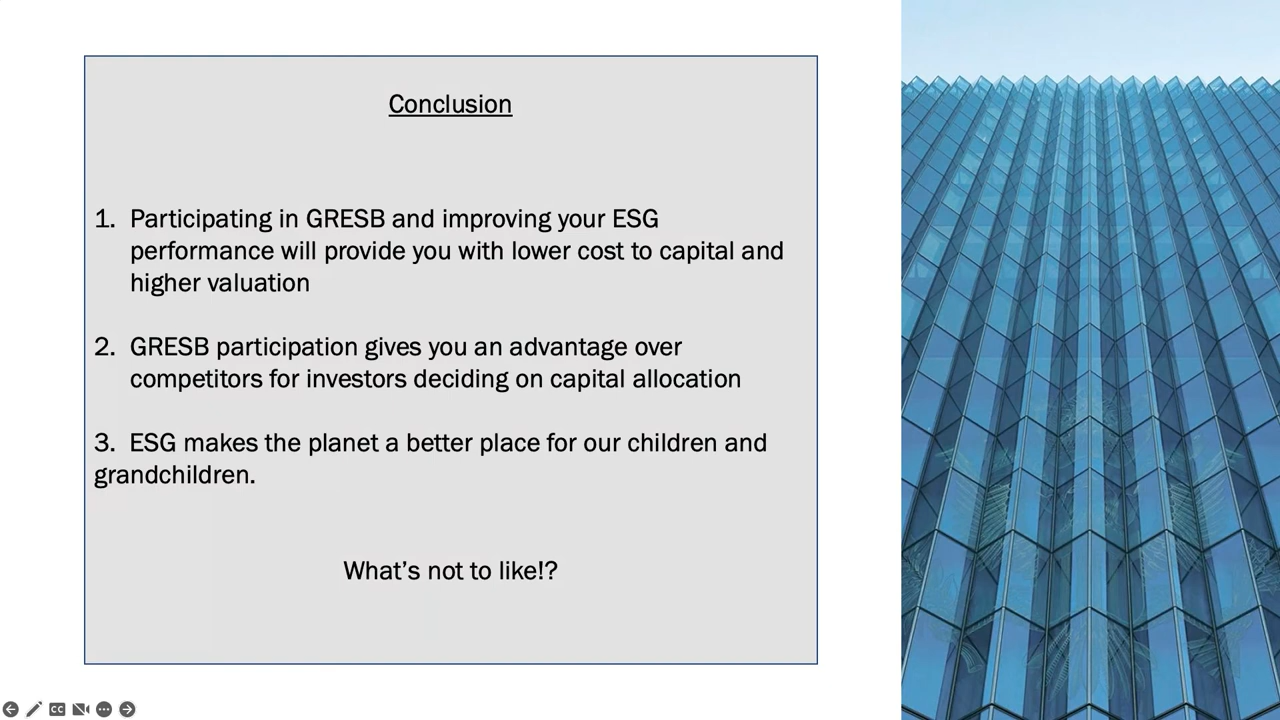 Conclusion
1. Participating in GRESB and improving your ESG
performance will provide you with lower cost to capital and
higher valuation
2. GRESB participation gives you an advantage over
competitors for investors deciding on capital allocation
3. ESG makes the planet a better place for our children and
grandchildren.
What’s not to like!?
CC